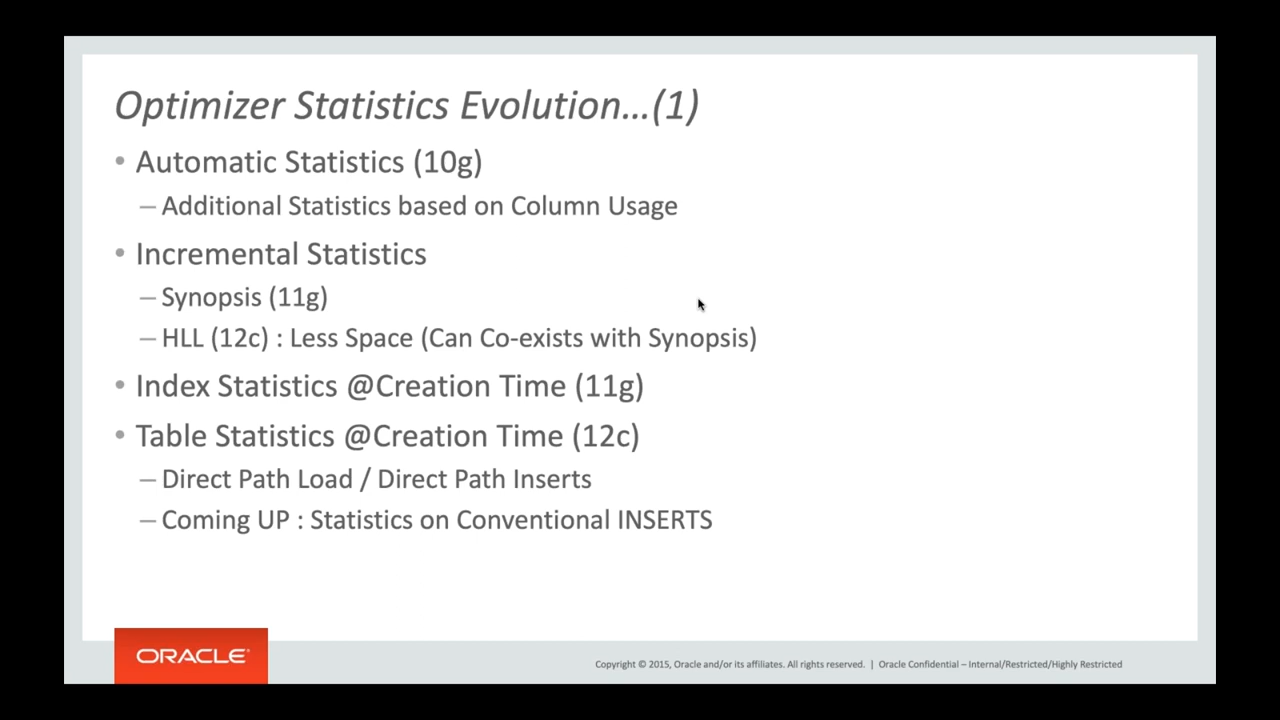 Optimizer Statistics Evolution...(1)
• Automatic Statistics (10g)
– Additional Statistics based on Column Usage
• Incremental Statistics
– Synopsis (11g)
– HLL (12c) : Less Space (Can Co-exists with Synopsis)
• Index Statistics @Creation Time (11g)
• Table Statistics @Creation Time (12c)
– Direct Path Load / Direct Path Inserts
– Coming UP : Statistics on Conventional INSERTS
ORACLE®
Copyright © 2015, Oracle and/or its affiliates. All rights reserved. | Oracle Confidential – Internal/Restricted/Highly Restricted